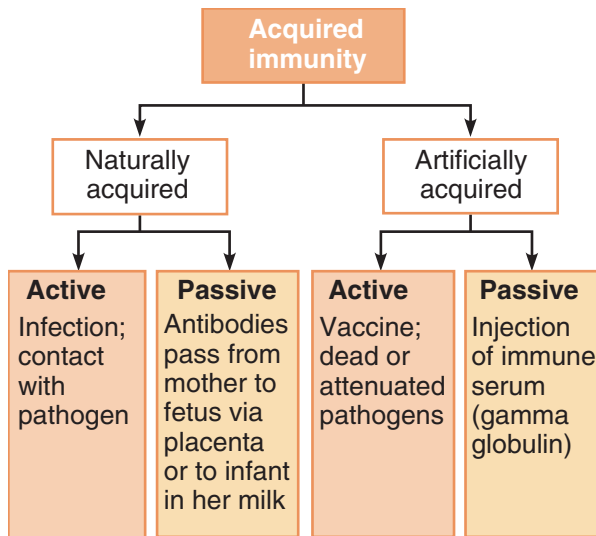 Acquired
immunity
Naturally
acquired
Artificially
acquired
Active
Infection;
contact
with
pathogen
Passive
Antibodies
pass from
mother to
fetus via
placenta
or to infant
in her milk
Active
Vaccine;
dead or
attenuated
pathogens
Passive
Injection
of immune
serum
(gamma
globulin)